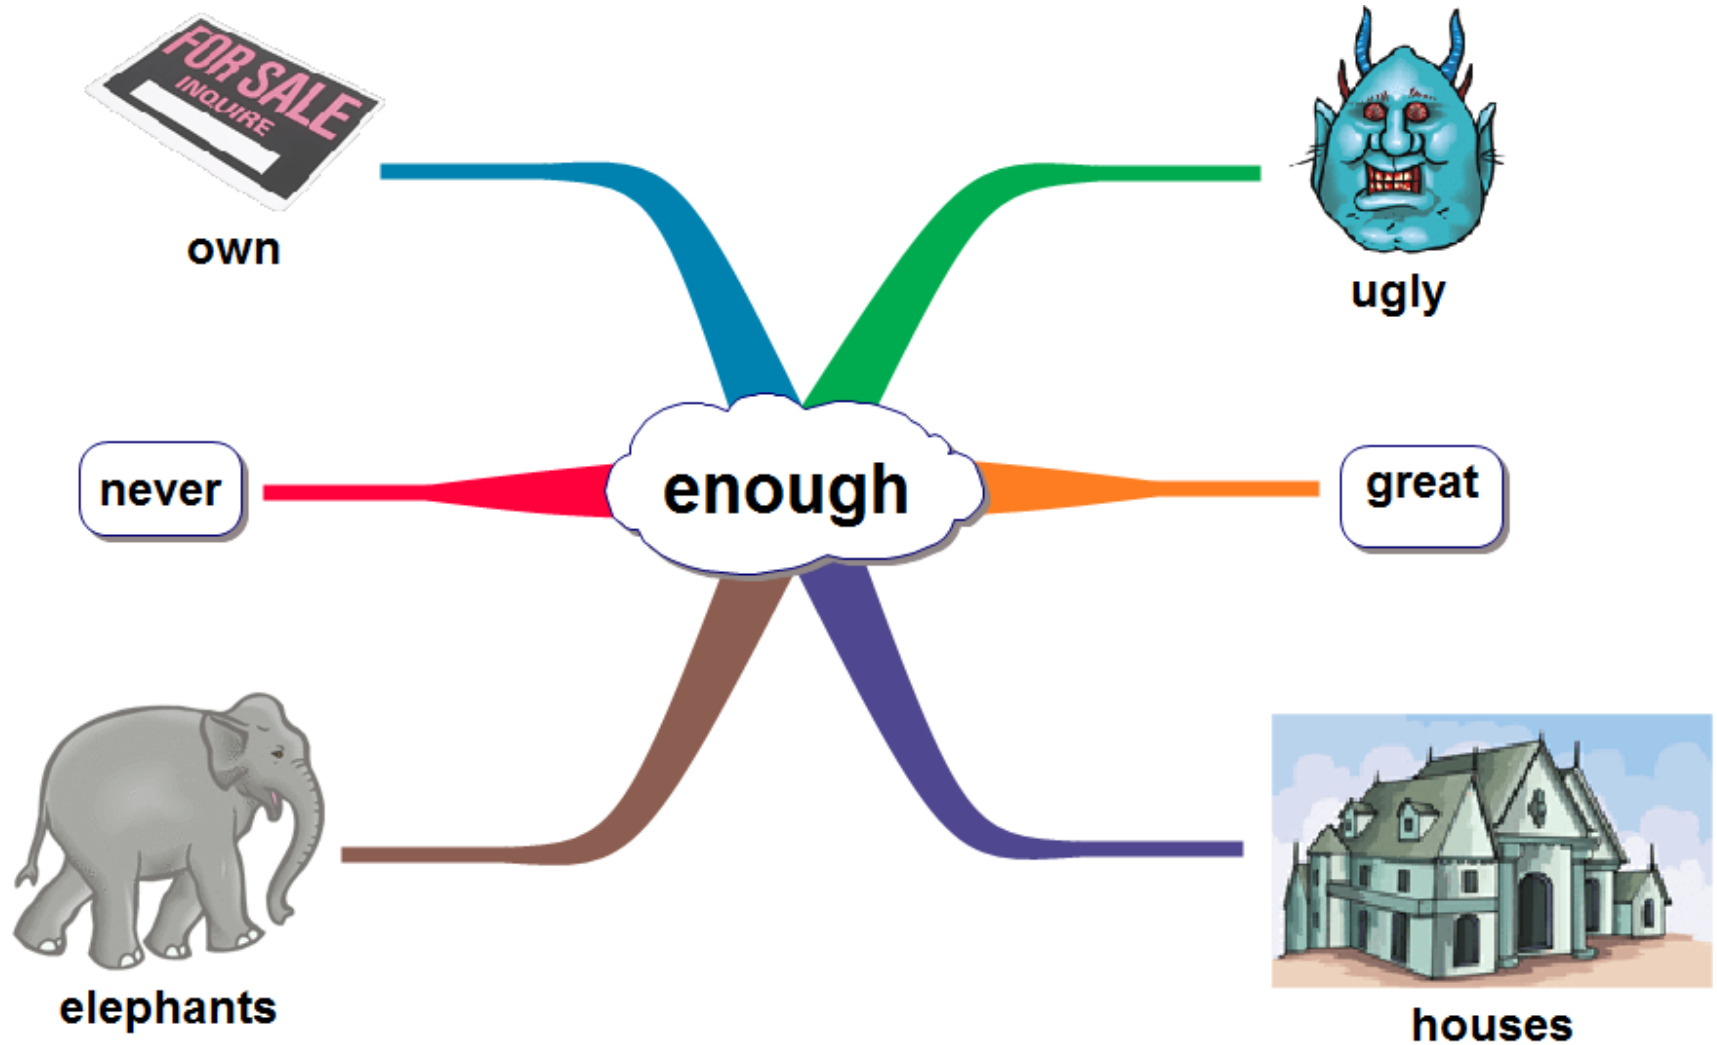 FOR SALE
INQUIRE
own
ugly
never
enough
great
elephants
houses